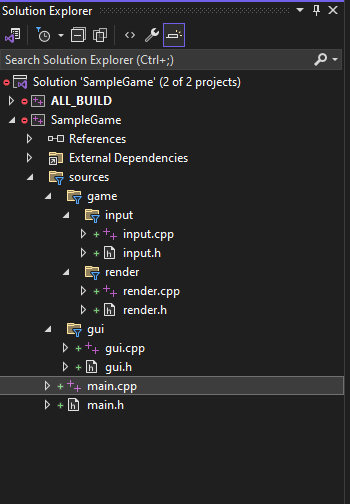 Solution Explorer
Search Solution Explorer (Ctrl+;)
Solution 'SampleGame' (2 of 2 projects)
ALL_BUILD
SampleGame
References
External Dependencies
sources
game
input
input.cpp
input.h
render
render.cpp
render.h
gui
gui.cpp
gui.h
main.cpp
main.h